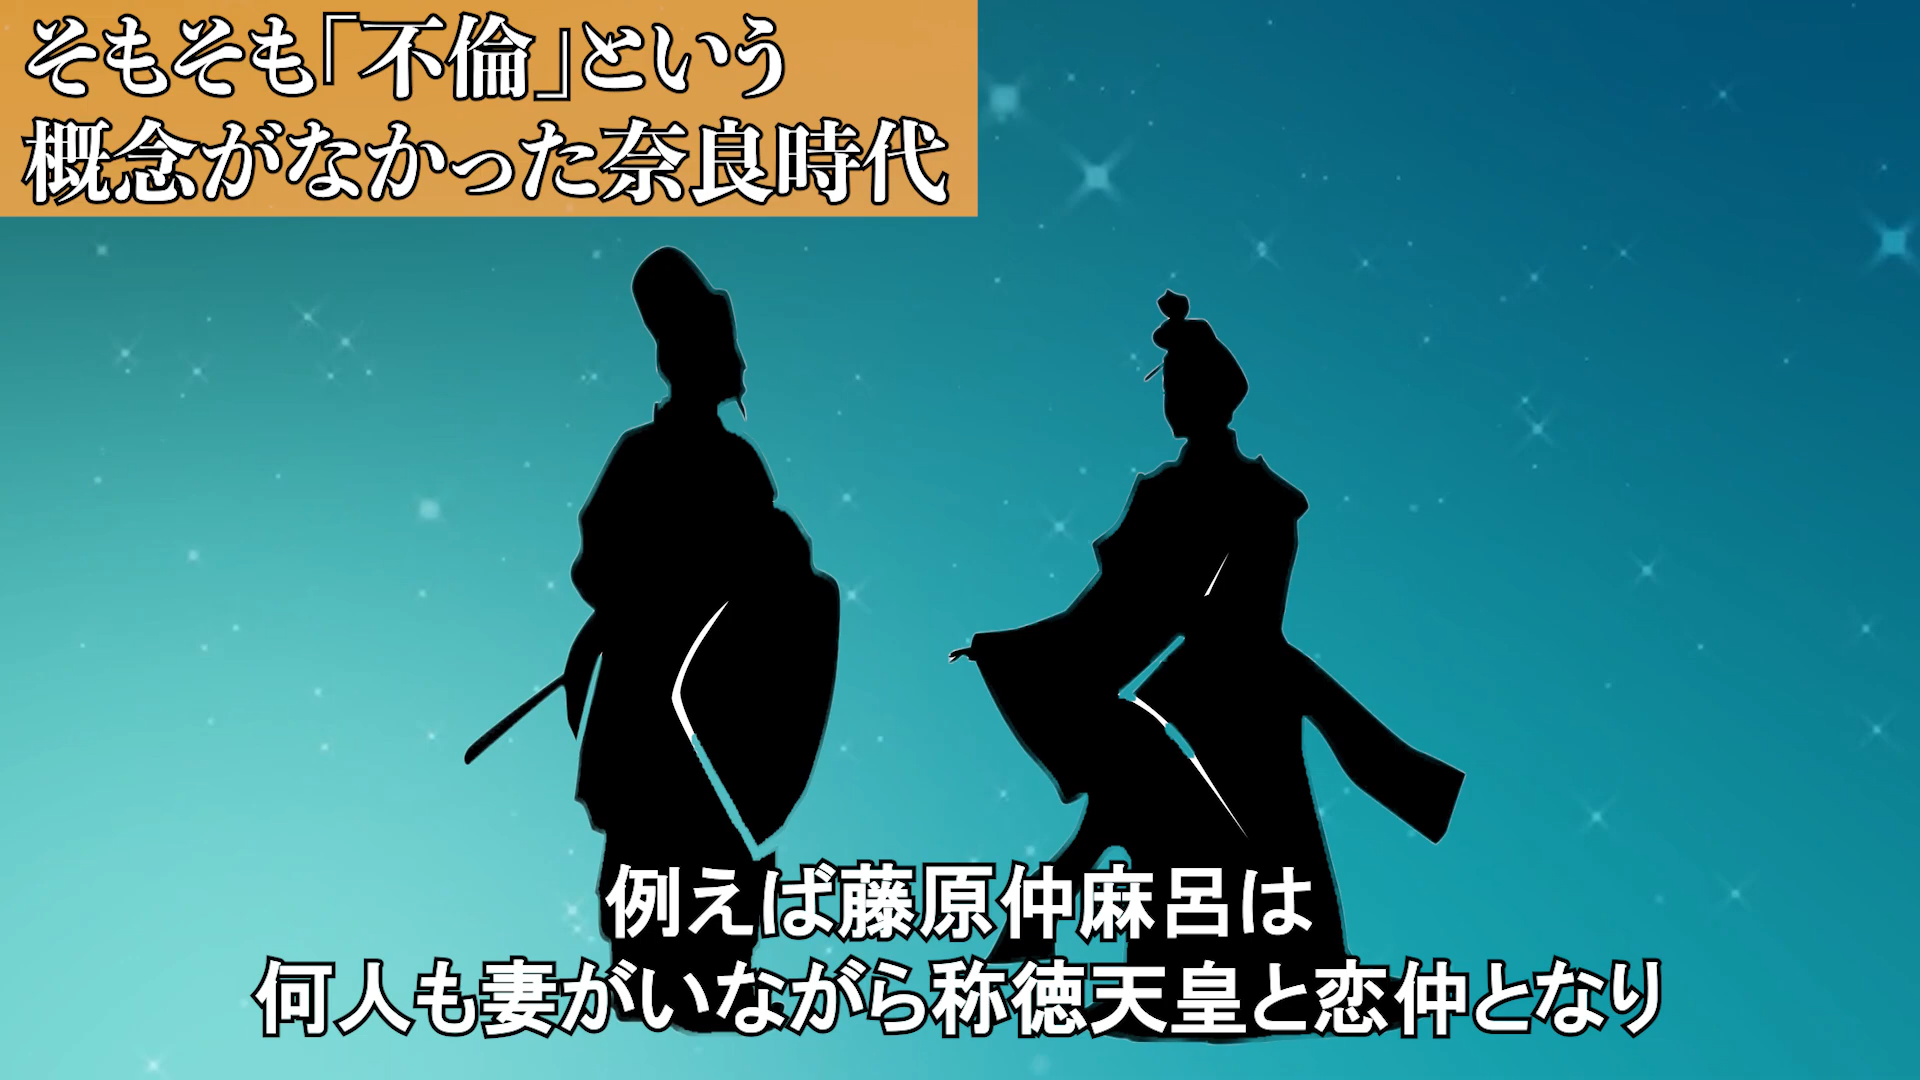 そもそも「不倫」という
概念がなかった奈良時代
例えば藤原仲麻呂は
何人も妻がいながら称徳天皇と恋仲となり